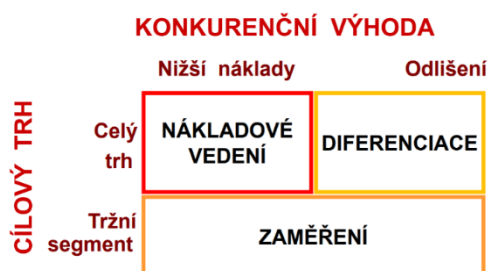 KONKURENČNÍ VÝHODA
Nižší náklady
Odlišení
CÍLOVÝ TRH
Celý
trh
NÁKLADOVÉ
VEDENÍ
DIFERENCIACE
Tržní
segment
ZAMĚŘENÍ